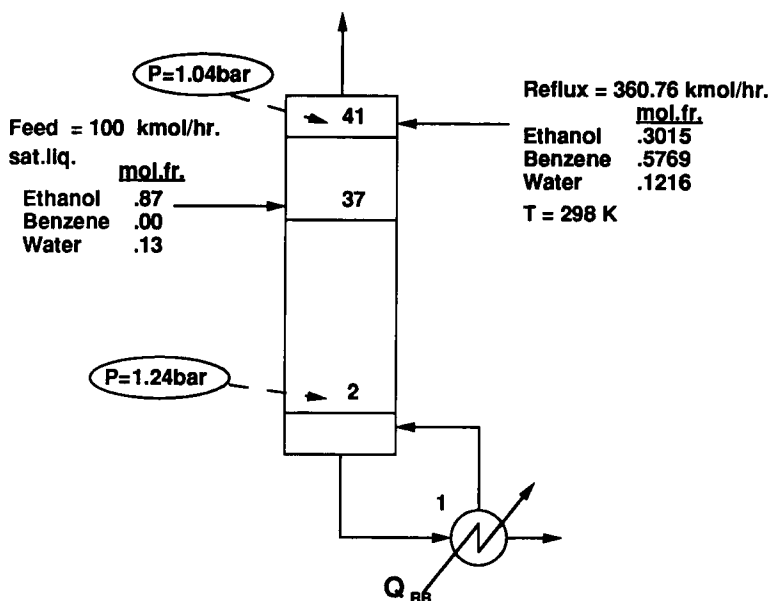 P=1.04bar
41
Reflux = 360.76 kmol/hr.
mol.fr.
Ethanol .3015
Benzene .5769
Water .1216
T = 298 K
Feed = 100 kmol/hr.
sat.liq.
mol.fr.
Ethanol .87
Benzene .00
Water .13
37
P=1.24bar
2
1
Q RR